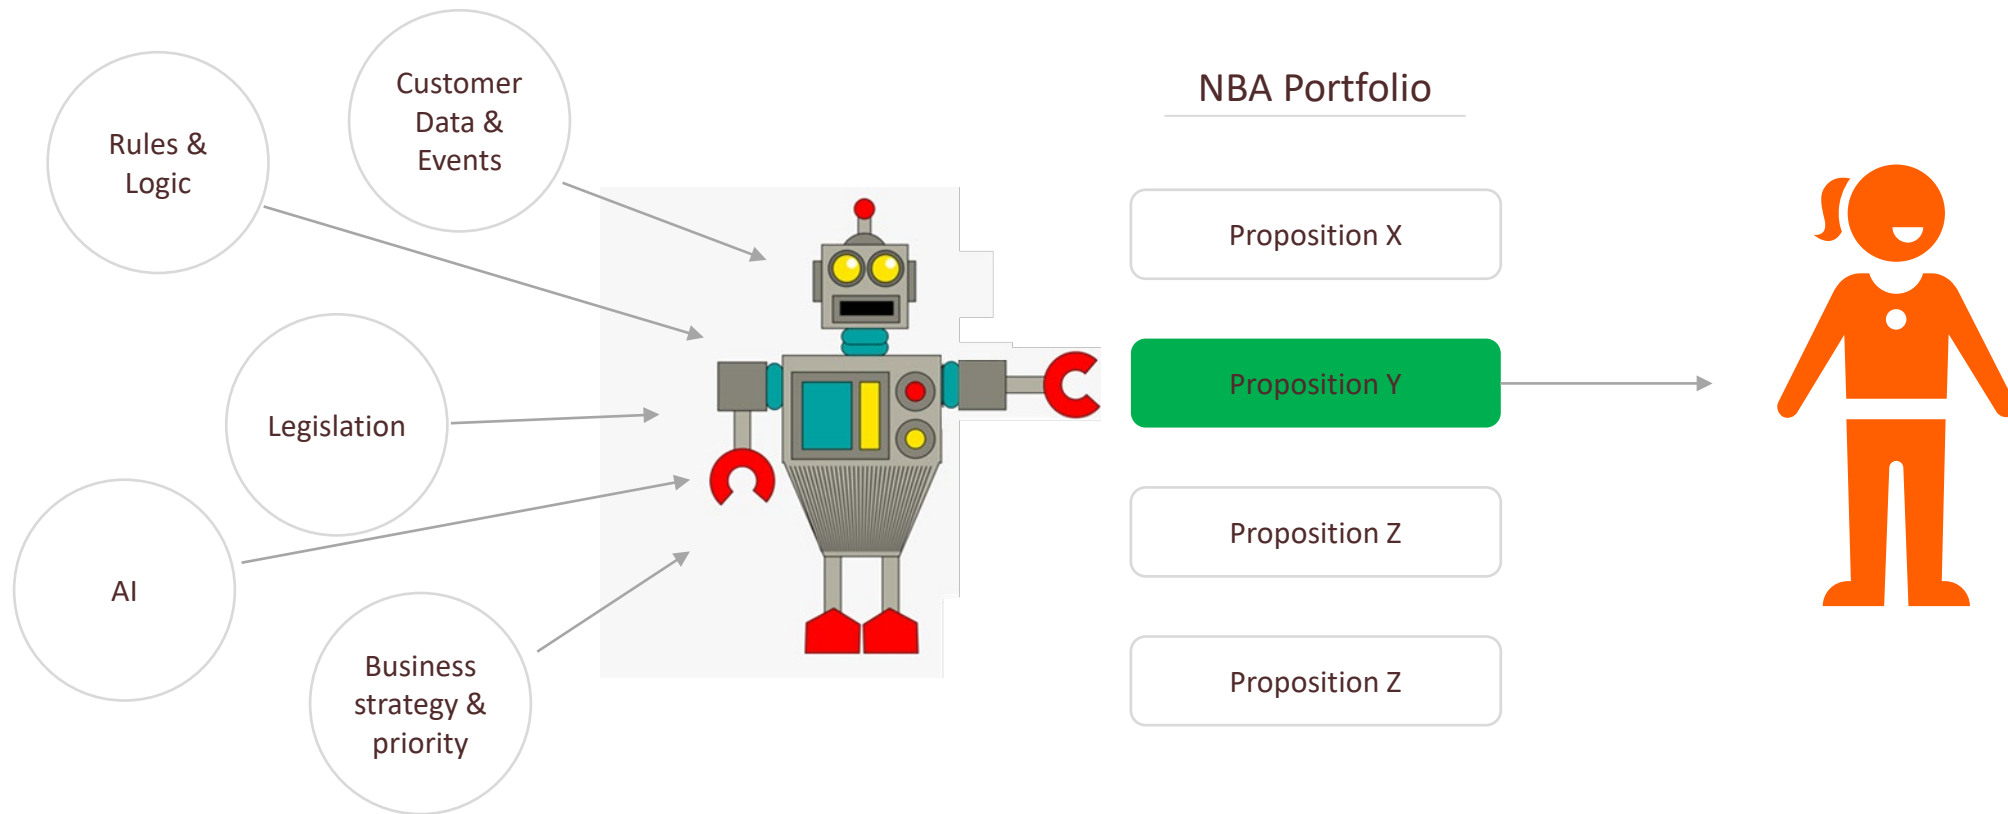 Rules &
Logic
Customer
Data &
Events
Legislation
AI
Business
strategy &
priority
NBA Portfolio
Proposition X
Proposition Y
Proposition Z
Proposition Z